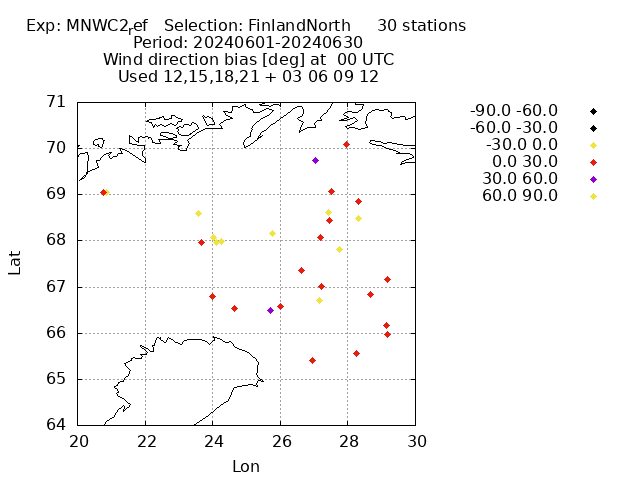 Exp: MNWC2_ref   Selection: FinlandNorth     30 stations
Period: 20240601-20240630
Wind direction bias [deg] at  00 UTC
Used 12,15,18,21 + 03 06 09 12
-90.0 -60.0
-60.0 -30.0
-30.0 0.0
0.0 30.0
30.0 60.0
60.0 90.0
71
70
69
68
67
66
65
64
Lat
20 22 24 26 28 30
Lon